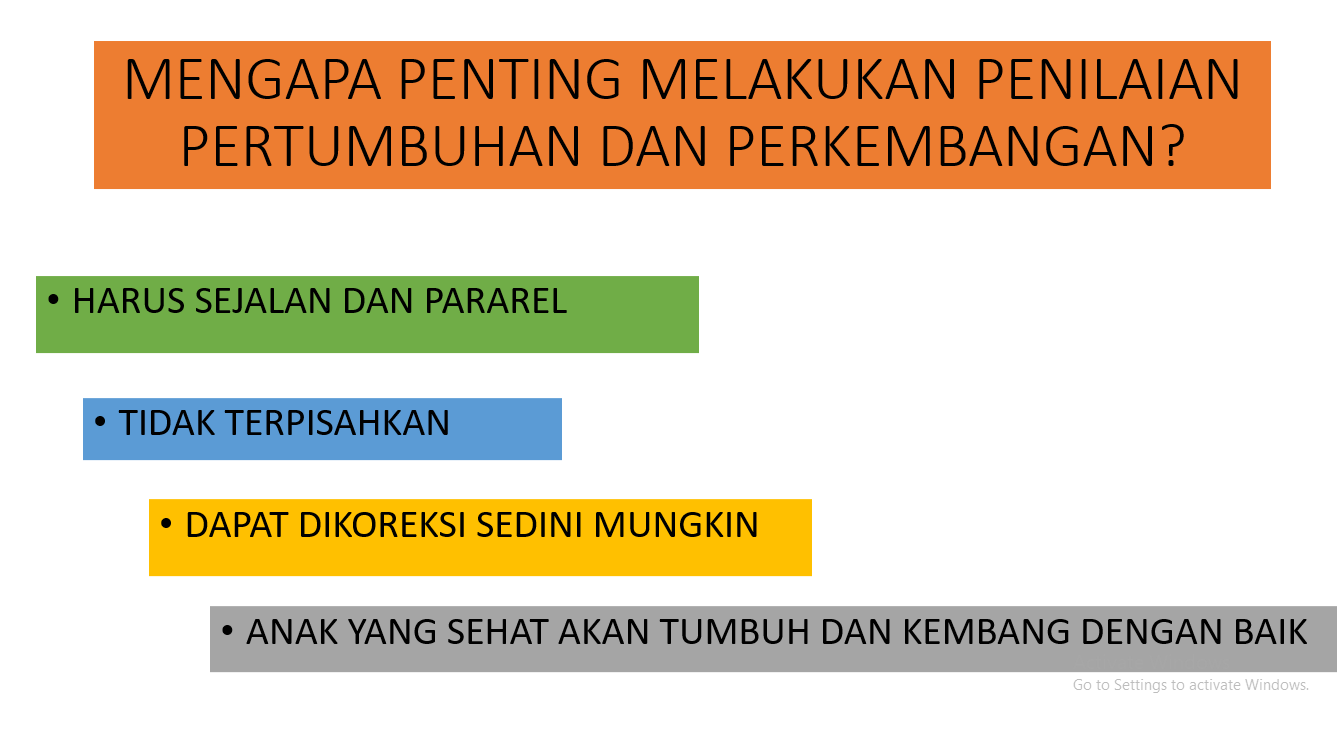 MENGAPA PENTING MELAKUKAN PENILAIAN
PERTUMBUHAN DAN PERKEMBANGAN?
• HARUS SEJALAN DAN PARAREL
• TIDAK TERPISAHKAN
• DAPAT DIKOREKSI SEDINI MUNGKIN
• ANAK YANG SEHAT AKAN TUMBUH DAN KEMBANG DENGAN BAIK
Go to Settings to activate Windows.